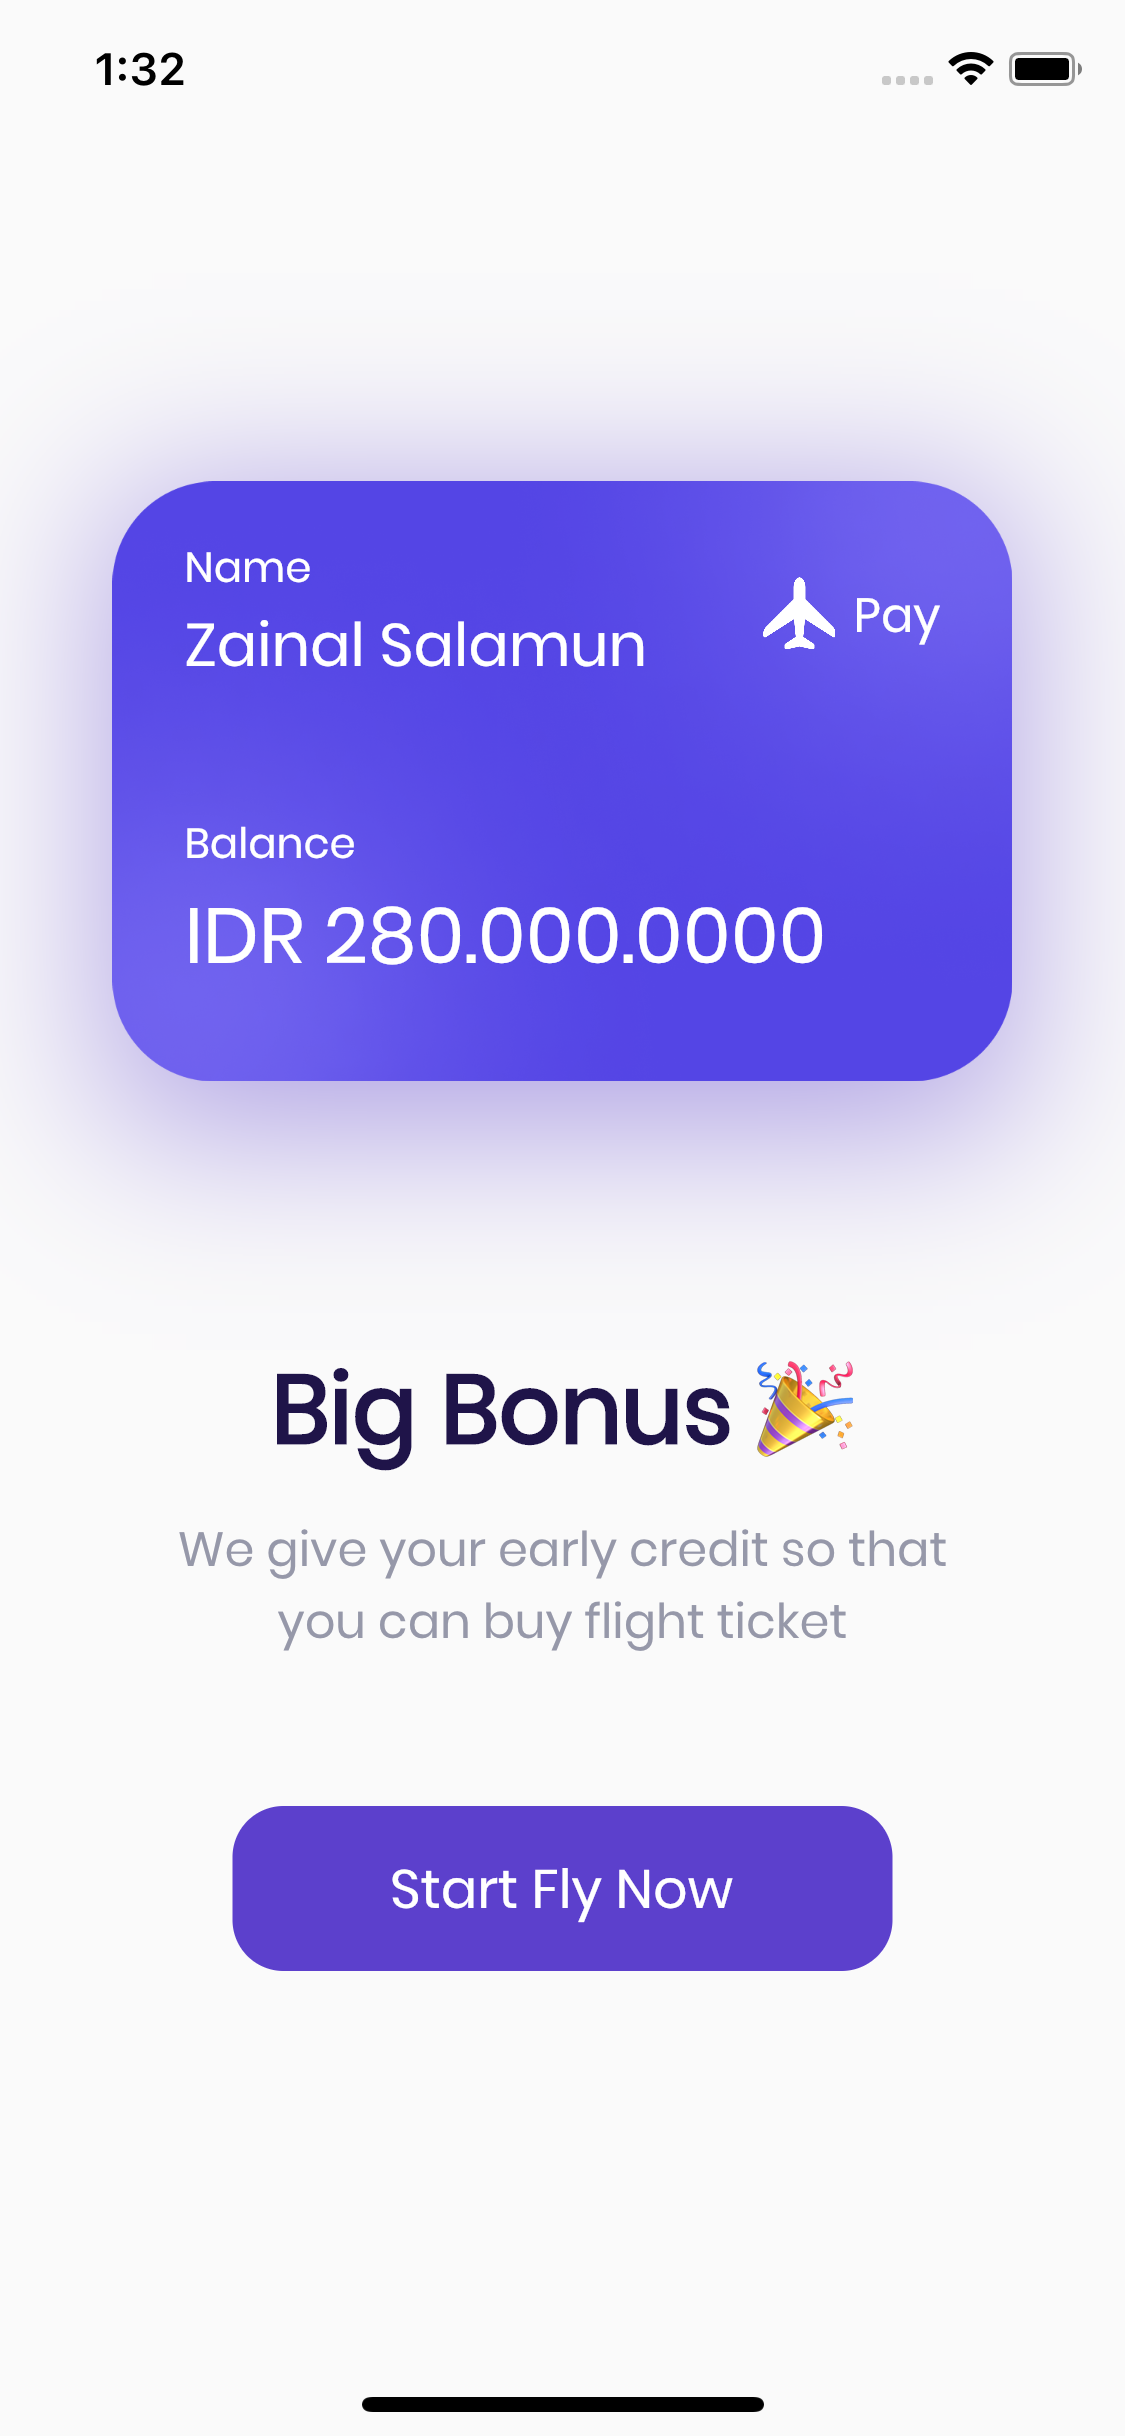 1:32
Name
Zainal Salamun
Pay
Balance
IDR 280.000.0000
Big Bonus 🎉
We give your early credit so that
you can buy flight ticket
Start Fly Now